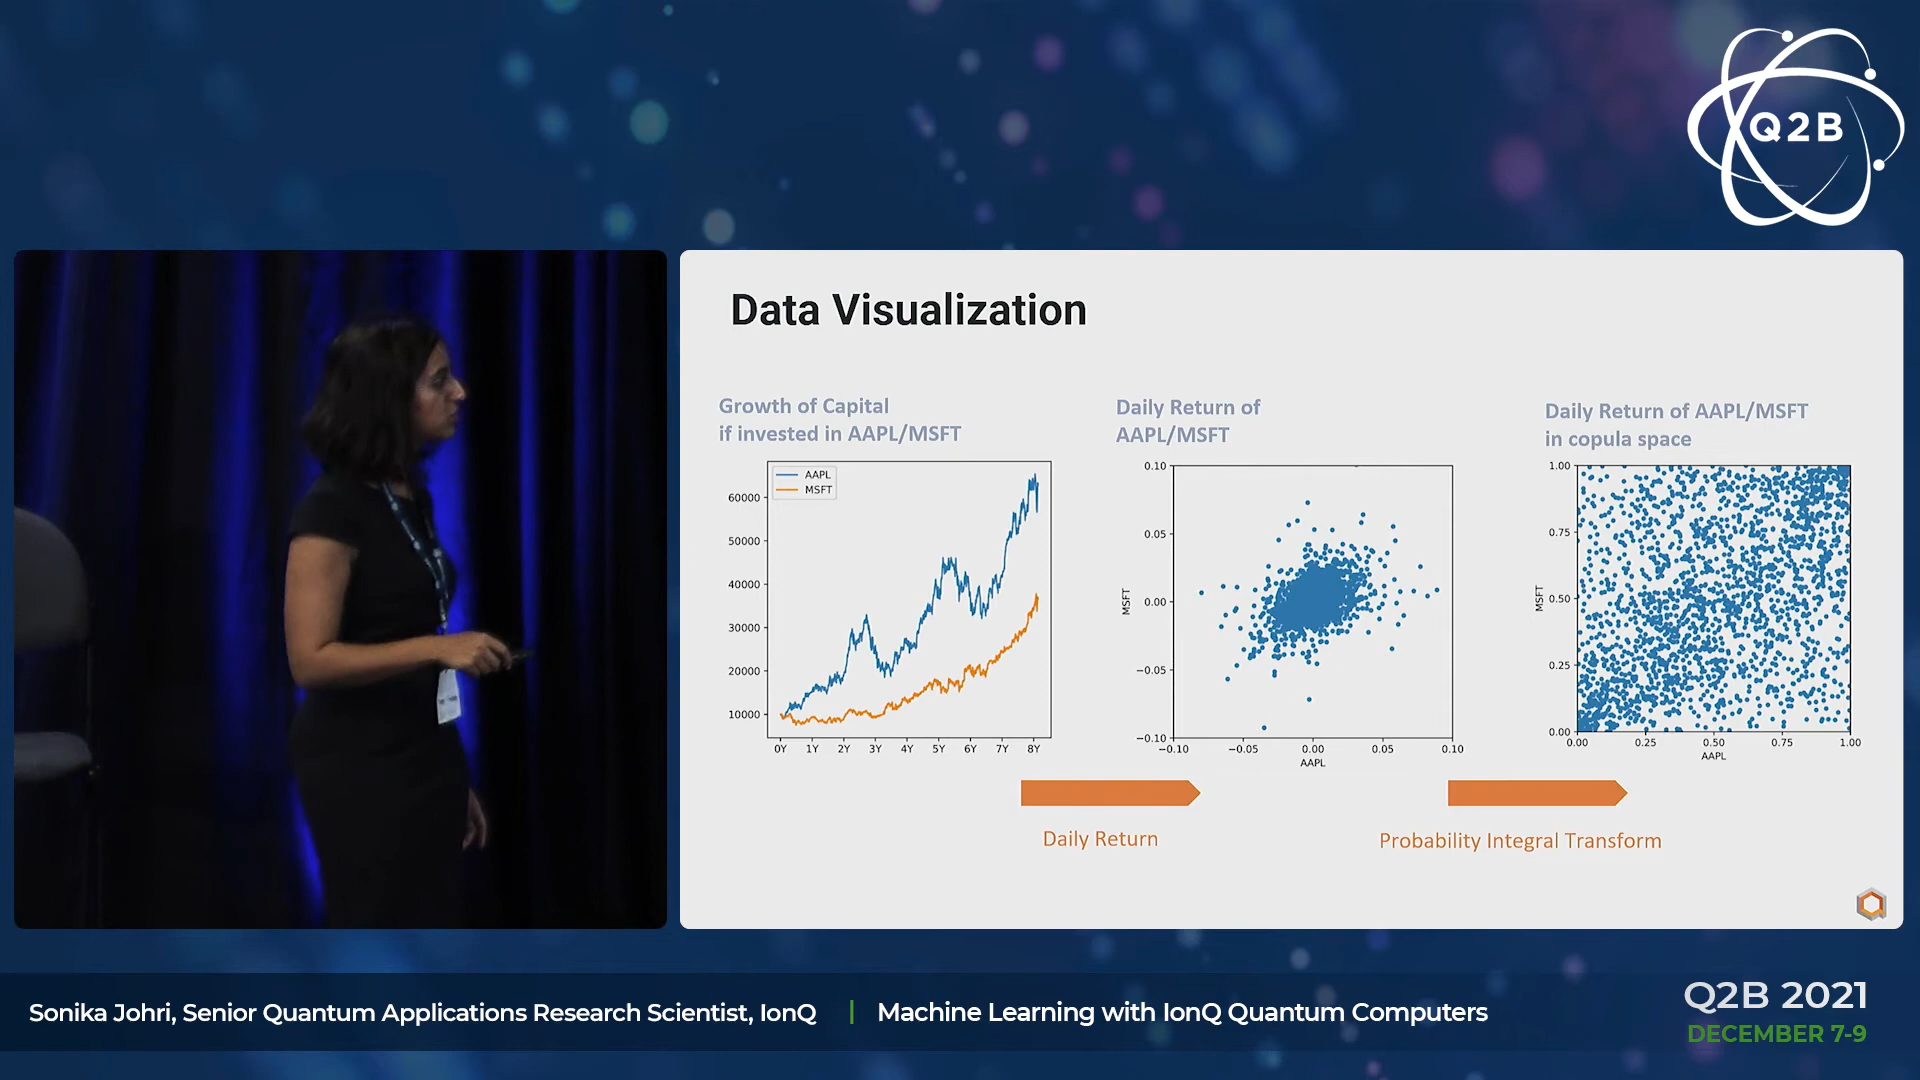 Q2B
Data Visualization
Growth of Capital
if invested in AAPL/MSFT
AAPL
MSFT
60000
50000
40000
30000
20000
10000
0Y 1Y 2Y 3Y 4Y 5Y 6Y 7Y 8Y
Daily Return of
AAPL/MSFT
0.10
0.05
0.00
−0.05
−0.10
MSFT
−0.10 −0.05 0.00 0.05 0.10
AAPL
Daily Return of AAPL/MSFT
in copula space
1.00
0.75
0.50
0.25
0.00
MSFT
0.00 0.25 0.50 0.75 1.00
AAPL
Daily Return
Probability Integral Transform
Sonika Johri, Senior Quantum Applications Research Scientist, IonQ | Machine Learning with IonQ Quantum Computers
Q2B 2021
DECEMBER 7-9